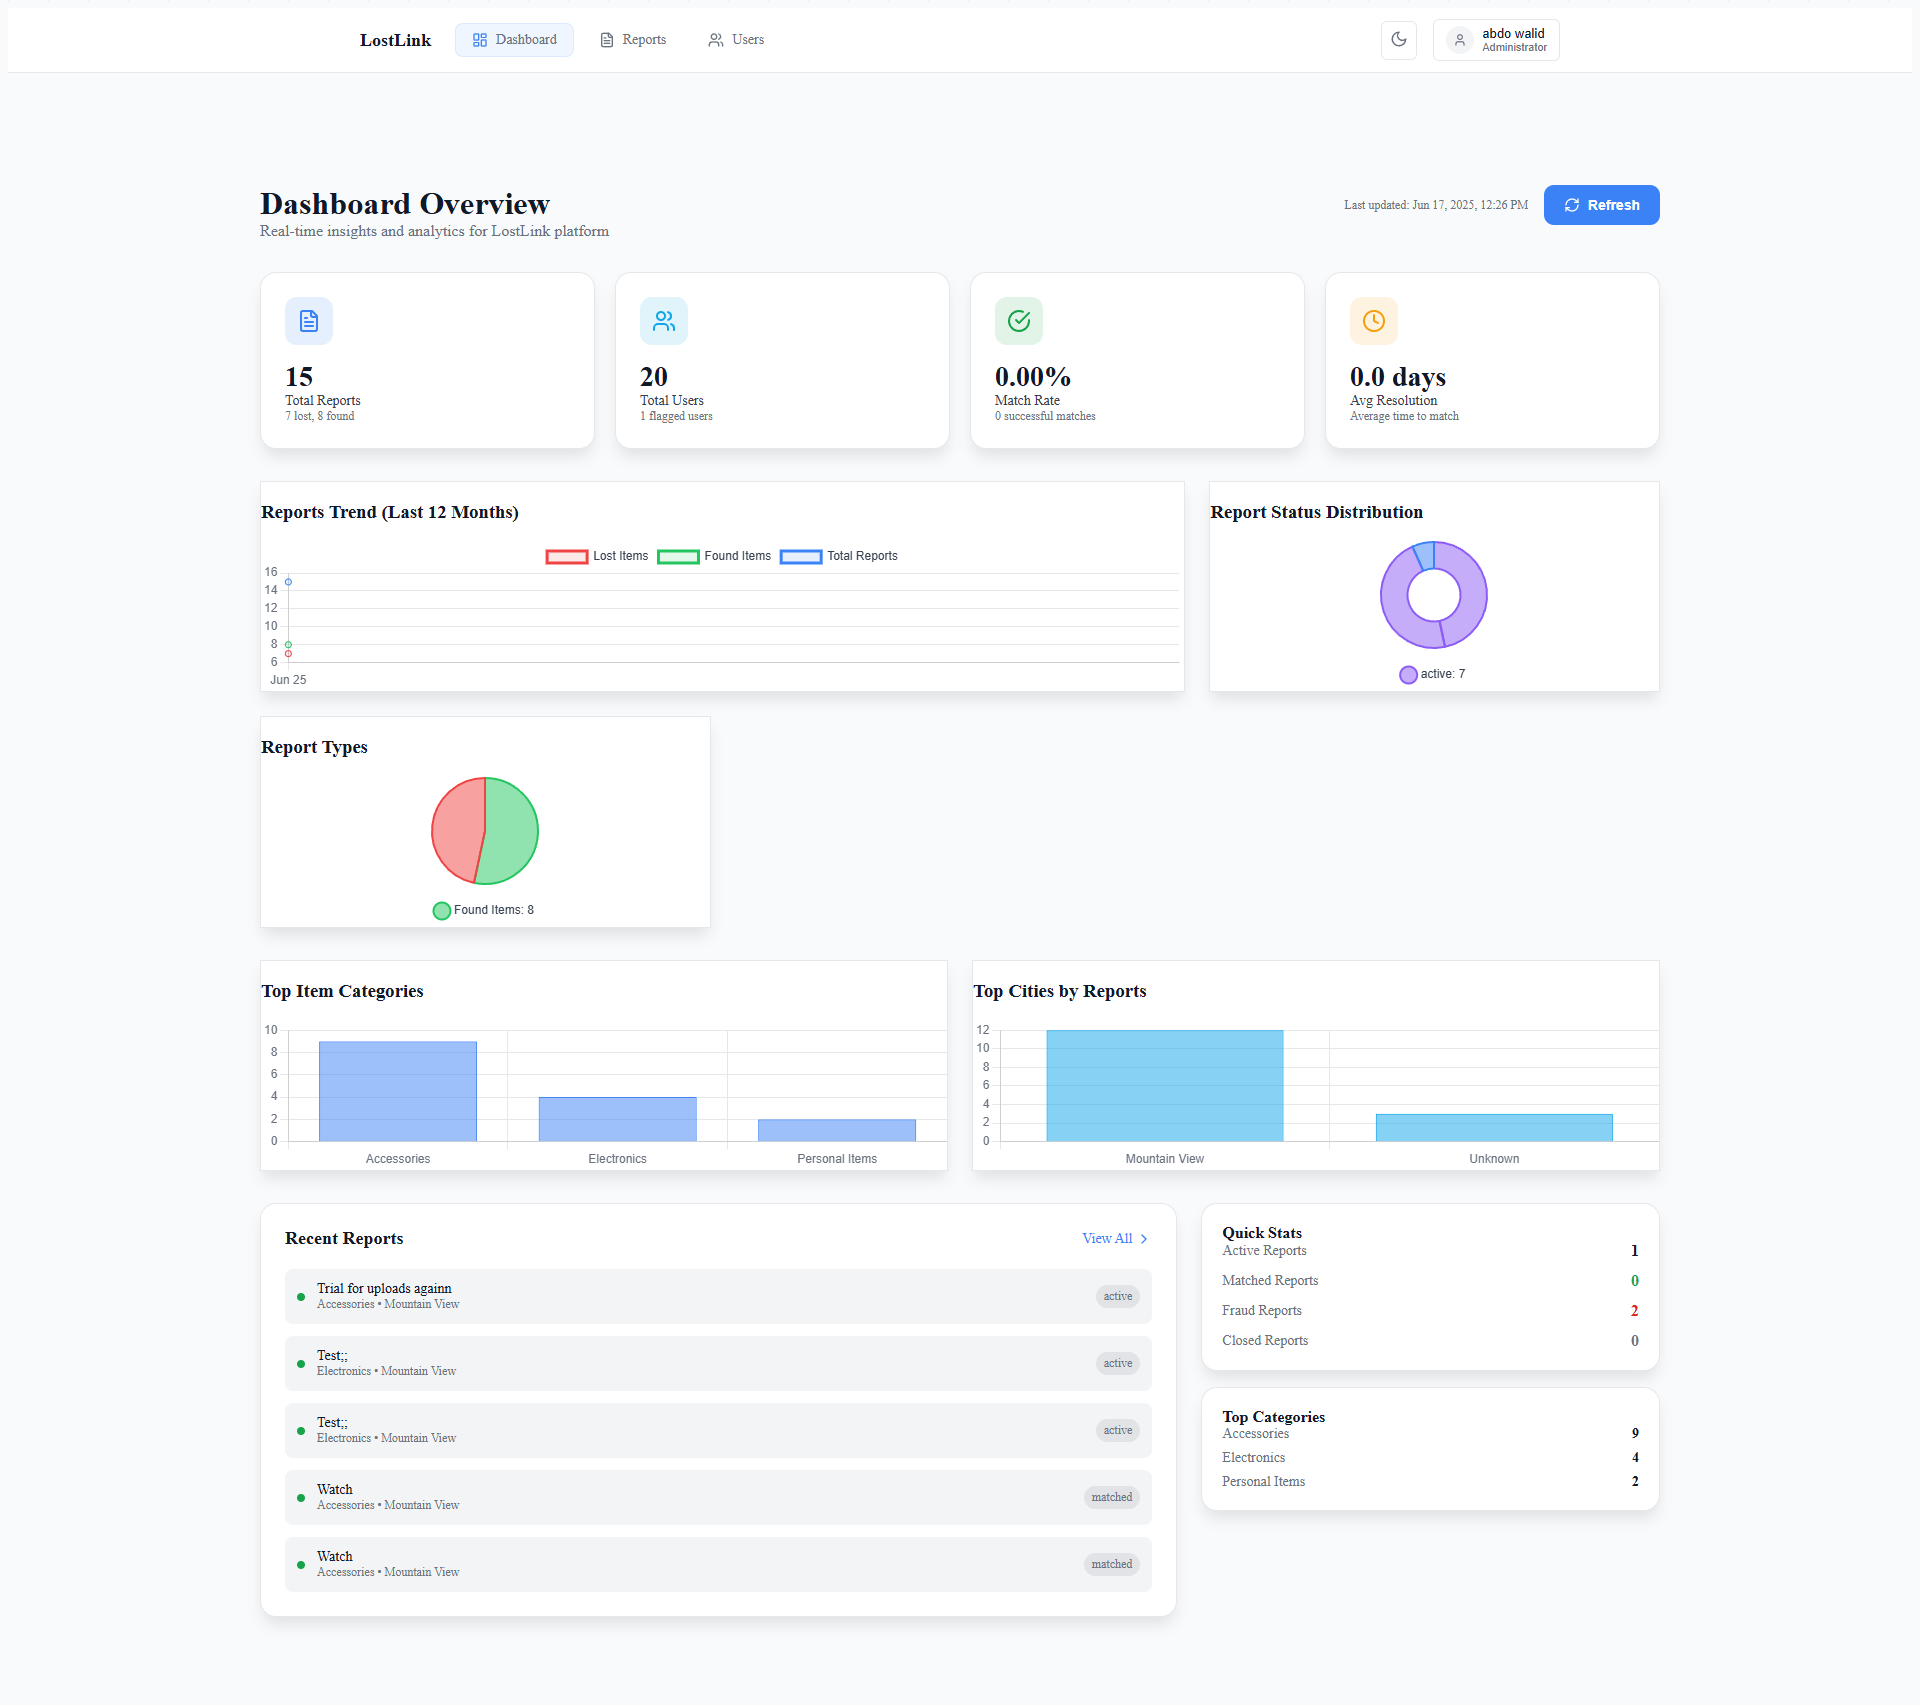 LostLink
Dashboard
Reports
Users
abdo walid
Administrator
Dashboard Overview
Real-time insights and analytics for LostLink platform
Last updated: Jun 17, 2025, 12:26 PM
Refresh
15
Total Reports
7 lost, 8 found
20
Total Users
1 flagged users
0.00%
Match Rate
0 successful matches
0.0 days
Avg Resolution
Average time to match
Reports Trend (Last 12 Months)
Lost Items
Found Items
Total Reports
16
14
12
10
8
6
Jun 25
Report Status Distribution
active: 7
Report Types
Found Items: 8
Top Item Categories
10
8
6
4
2
0
Accessories
Electronics
Personal Items
Top Cities by Reports
12
10
8
6
4
2
0
Mountain View
Unknown
Recent Reports
View All
Trial for uploads againn
Accessories • Mountain View
active
Test;;
Electronics • Mountain View
active
Test;;
Electronics • Mountain View
active
Watch
Accessories • Mountain View
matched
Watch
Accessories • Mountain View
matched
Quick Stats
Active Reports 1
Matched Reports 0
Fraud Reports 2
Closed Reports 0
Top Categories
Accessories 9
Electronics 4
Personal Items 2